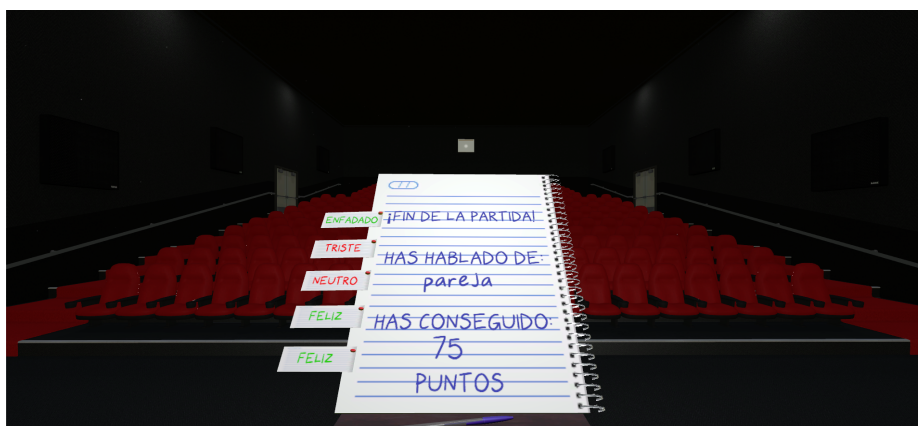 ENFADADO
TRISTE
NEUTRO
FELIZ
FELIZ
¡FIN DE LA PARTIDA!
HAS HABLADO DE:
pareja
HAS CONSEGUIDO:
75
PUNTOS